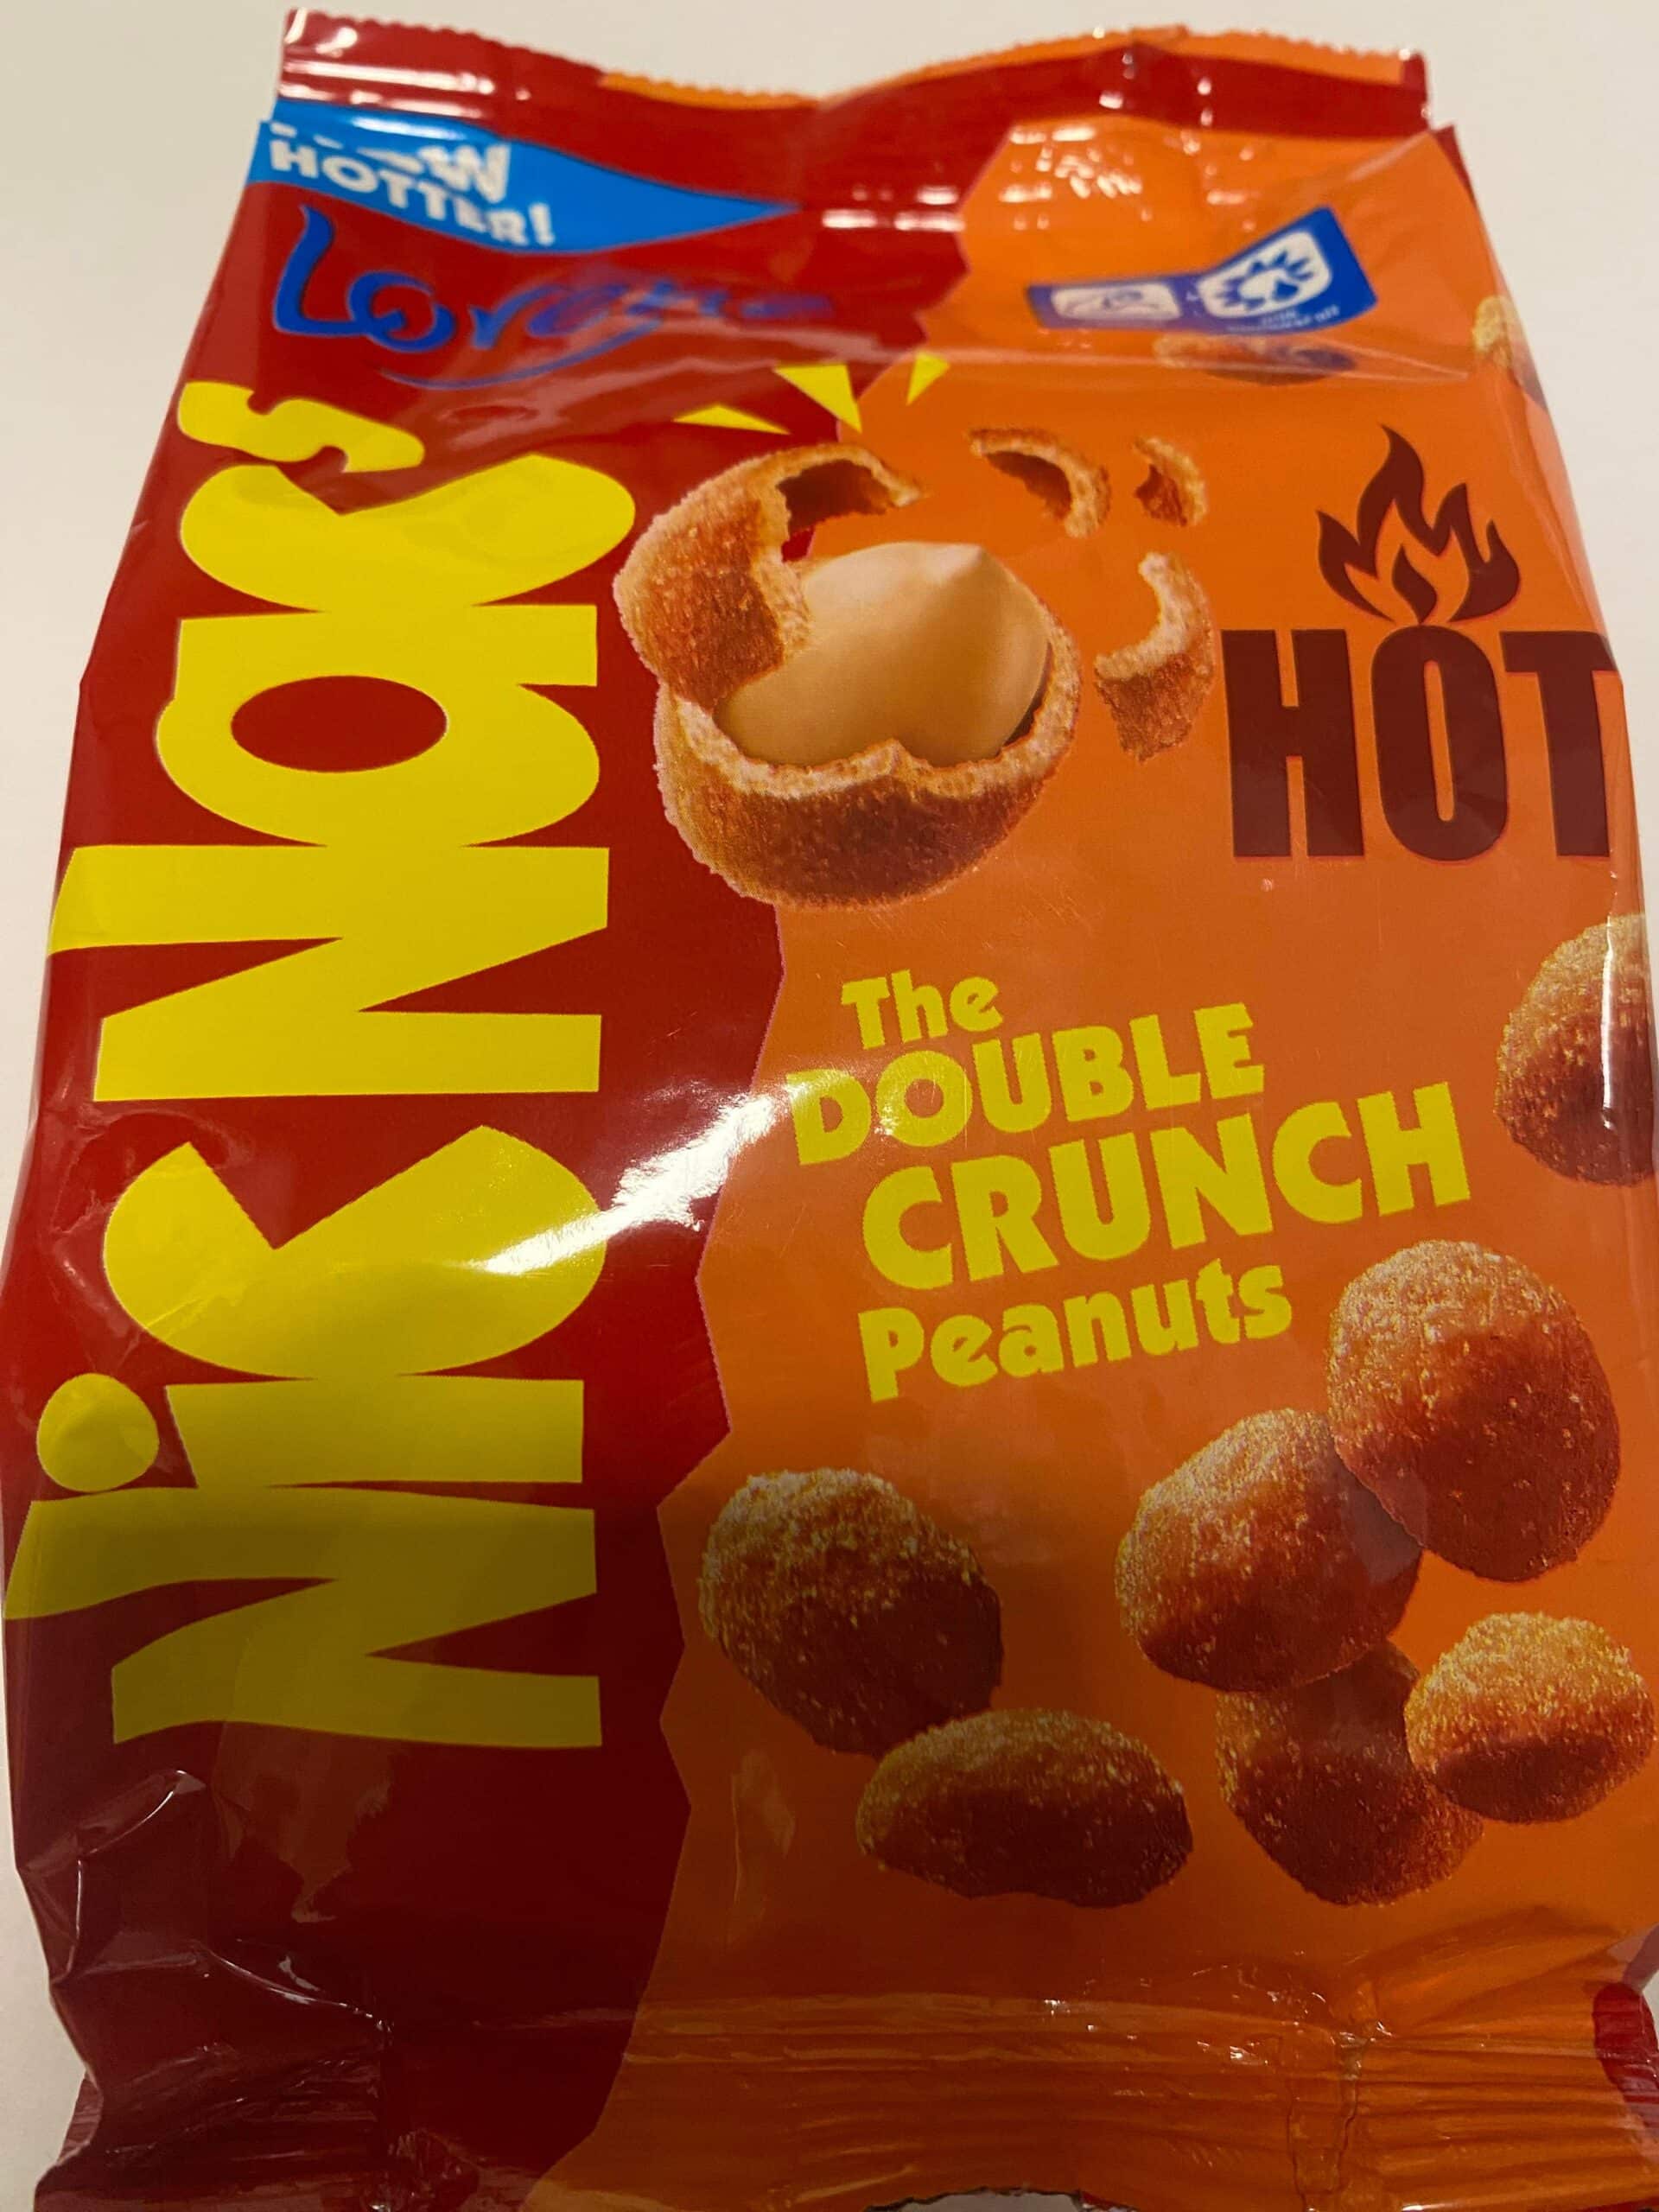 HOTTER!
Lorenz
NicNac's
HOT
The
DOUBLE
CRUNCH
Peanuts